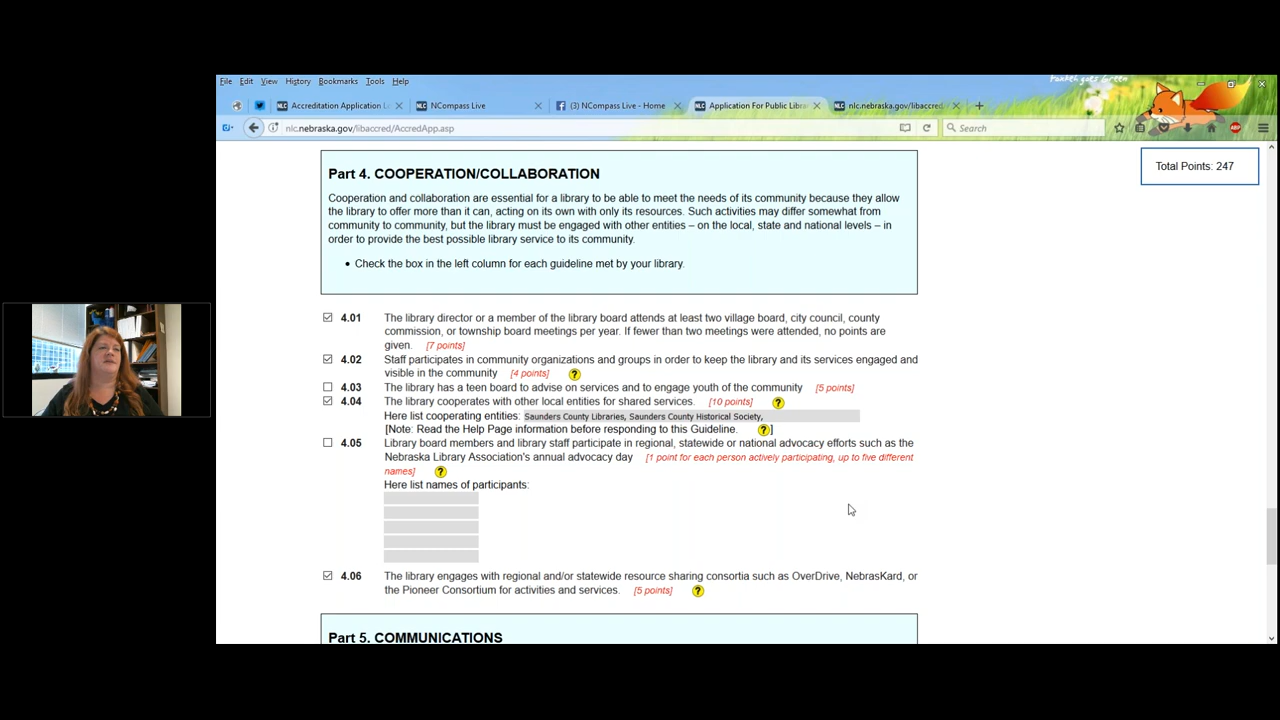 Foxkeh goes Green
File Edit View History Bookmarks Tools Help
NLC Accreditation Application L
NLC NCompass Live
(3) NCompass Live - Home
NLC Application For Public Libra
NLC nlc.nebraska.gov/libaccred
nlc.nebraska.gov/libaccred/AccredApp.asp
Search
ABP
Total Points: 247
Part 4. COOPERATION/COLLABORATION
Cooperation and collaboration are essential for a library to be able to meet the needs of its community because they allow
the library to offer more than it can, acting on its own with only its resources. Such activities may differ somewhat from
community to community, but the library must be engaged with other entities – on the local, state and national levels – in
order to provide the best possible library service to its community.
• Check the box in the left column for each guideline met by your library.
4.01 The library director or a member of the library board attends at least two village board, city council, county
commission, or township board meetings per year. If fewer than two meetings were attended, no points are
given. [7 points]
4.02 Staff participates in community organizations and groups in order to keep the library and its services engaged and
visible in the community [4 points] ?
4.03 The library has a teen board to advise on services and to engage youth of the community [5 points]
4.04 The library cooperates with other local entities for shared services. [10 points] ?
Here list cooperating entities: Saunders County Libraries, Saunders County Historical Society,
[Note: Read the Help Page information before responding to this Guideline. ? ]
4.05 Library board members and library staff participate in regional, statewide or national advocacy efforts such as the
Nebraska Library Association's annual advocacy day [1 point for each person actively participating, up to five different
names] ?
Here list names of participants:
4.06 The library engages with regional and/or statewide resource sharing consortia such as OverDrive, NebrasKard, or
the Pioneer Consortium for activities and services. [5 points] ?
Part 5. COMMUNICATIONS